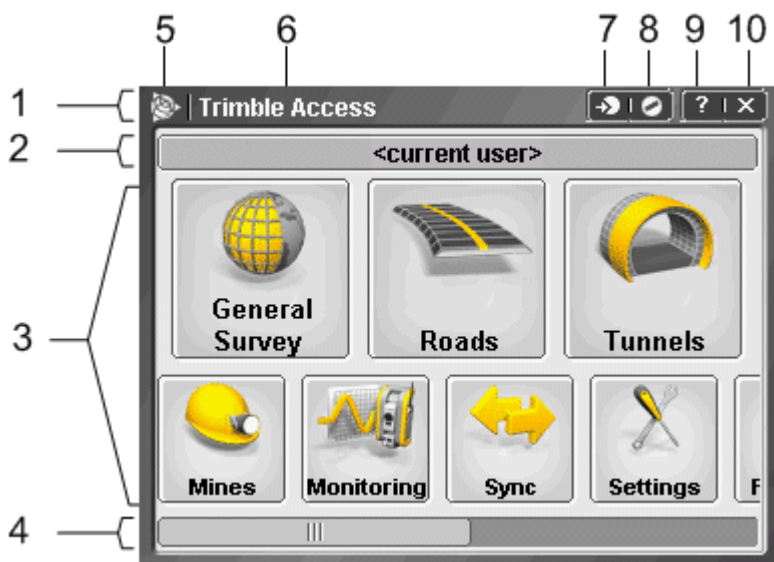 5 6 7 8 9 10
1 Trimble Access ? X
2 <current user>
3
General Survey Roads Tunnels
Mines Monitoring Sync Settings F
4